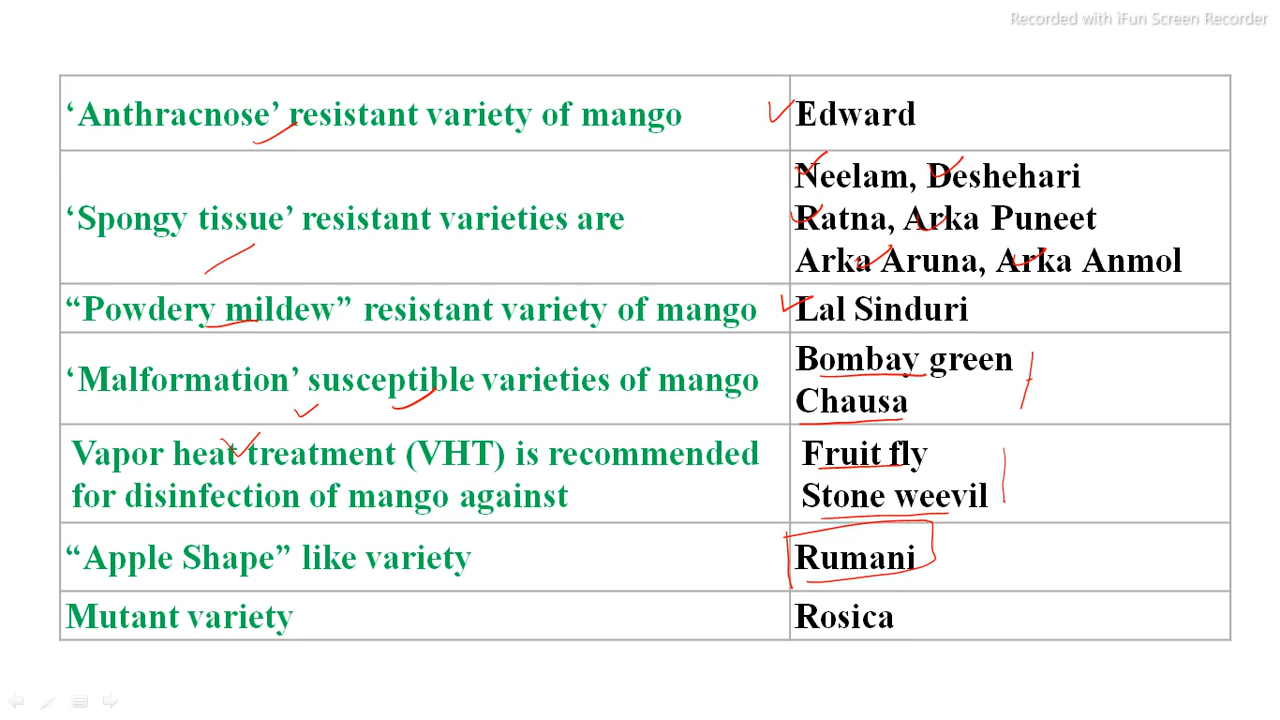 Recorded with iFun Screen Recorder
‘Anthracnose’ resistant variety of mango
Edward
‘Spongy tissue’ resistant varieties are
Neelam, Deshehari
Ratna, Arka Puneet
Arka Aruna, Arka Anmol
“Powdery mildew” resistant variety of mango
Lal Sinduri
‘Malformation’ susceptible varieties of mango
Bombay green
Chausa
Vapor heat treatment (VHT) is recommended
for disinfection of mango against
Fruit fly
Stone weevil
“Apple Shape” like variety
Rumani
Mutant variety
Rosica